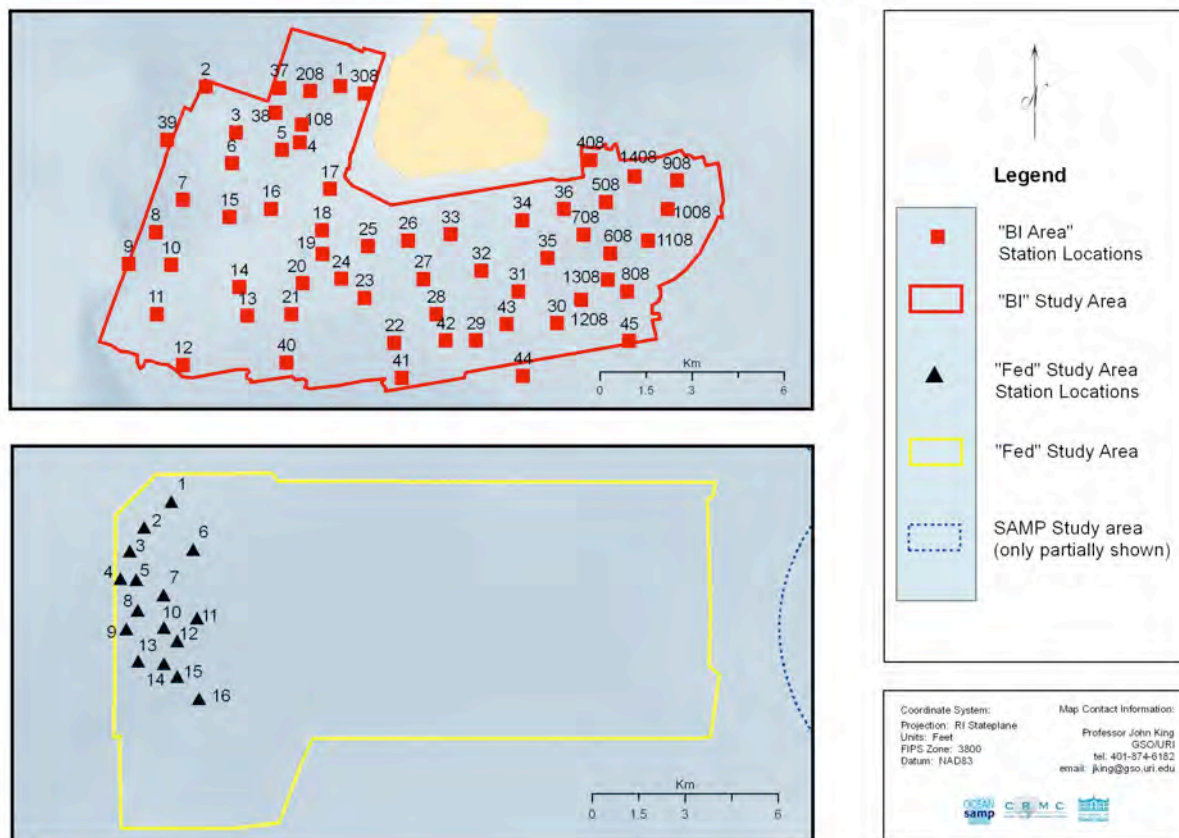 2
37
208
1
308
38
108
39
3
5
4
6
17
7
16
15
8
18
9
10
19
25
26
33
34
36
408
1408
908
508
1008
708
1108
35
608
32
14
20
24
27
31
1308
808
13
21
23
28
11
22
42
29
43
30
1208
45
12
40
41
44
Km
0 1.5 3 6
1
2
6
3
4
5
7
8
10
11
9
12
13
14
15
16
Km
0 1.5 3 6
N
Legend
"BI Area"
Station Locations
"BI" Study Area
"Fed" Study Area
Station Locations
"Fed" Study Area
SAMP Study area
(only partially shown)
Coordinate System:
Projection: RI Stateplane
Units: Feet
FIPS Zone: 3800
Datum: NAD83
Map Contact Information:
Professor John King
GSO/URI
tel. 401-874-6182
email: jking@gso.uri.edu
OCEAN
samp
C R M C